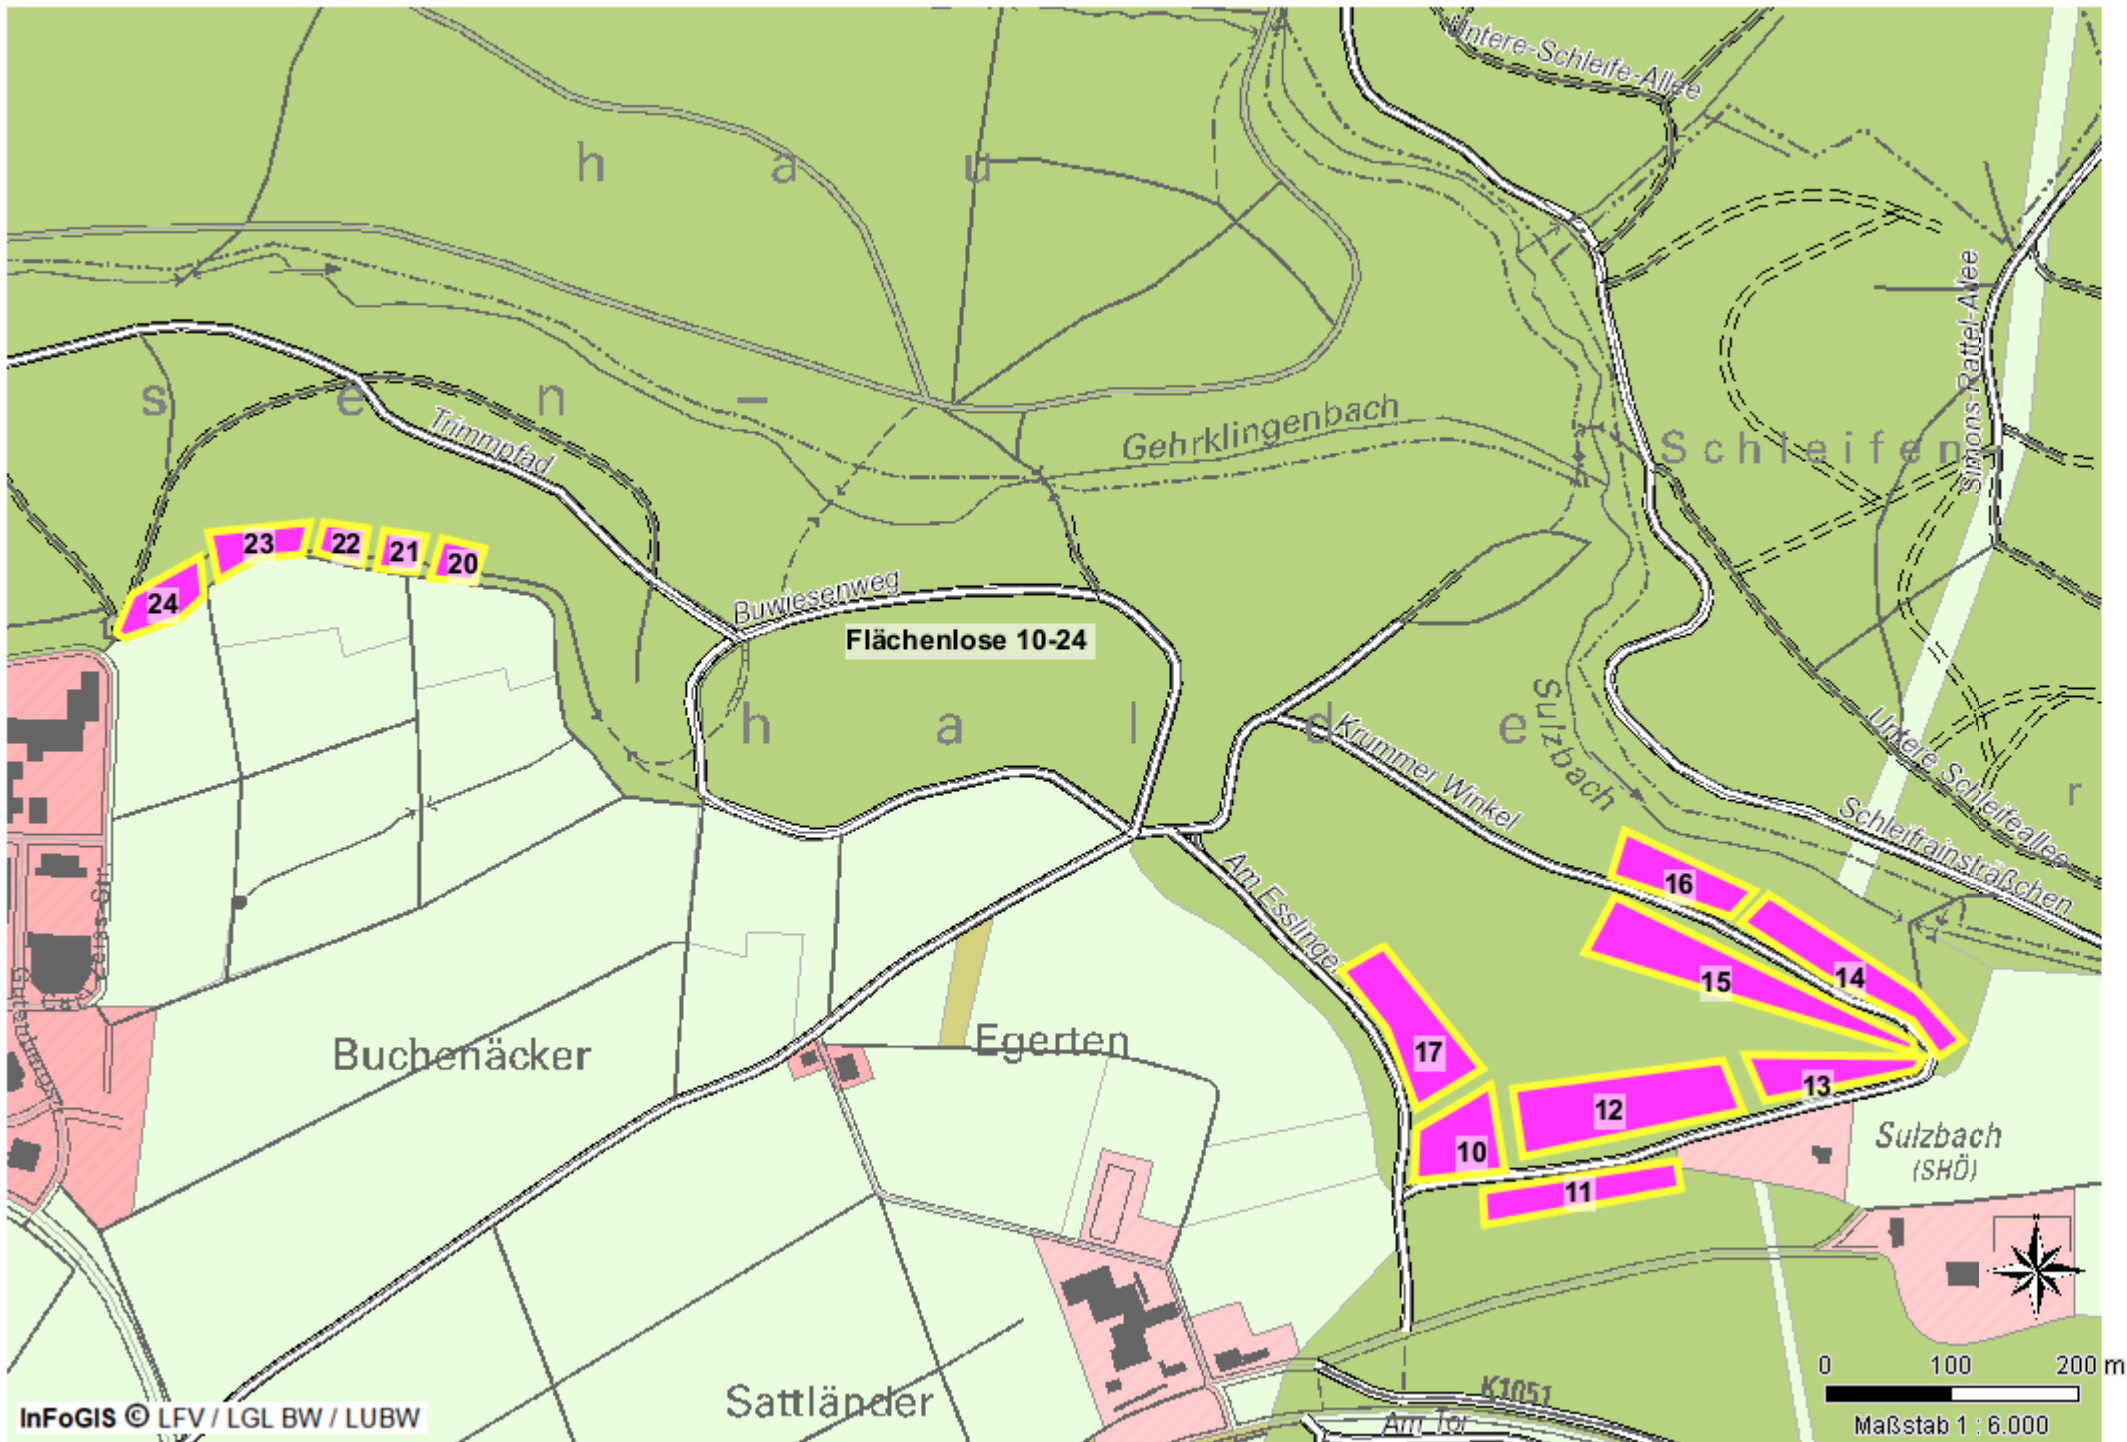 Untere-Schleife-Allee
h a u
Simons-Rattel-Allee
s e n -
Trimmpfad
Gehrklingenbach
Schleifen
23
22
21
20
24
Buwiesenweg
Flächenlose 10-24
h a l d e
Krummer Winkel
Sulzbach
Untere Schleifeallee
r
Schleifrainsträßchen
Am Esslinger
16
15
14
17
13
12
10
11
Buchenäcker
Egerten
Sulzbach
(SHÖ)
Sattländer
K1051
Am Tor
0 100 200 m
Maßstab 1 : 6.000
InFoGIS © LFV / LGL BW / LUBW